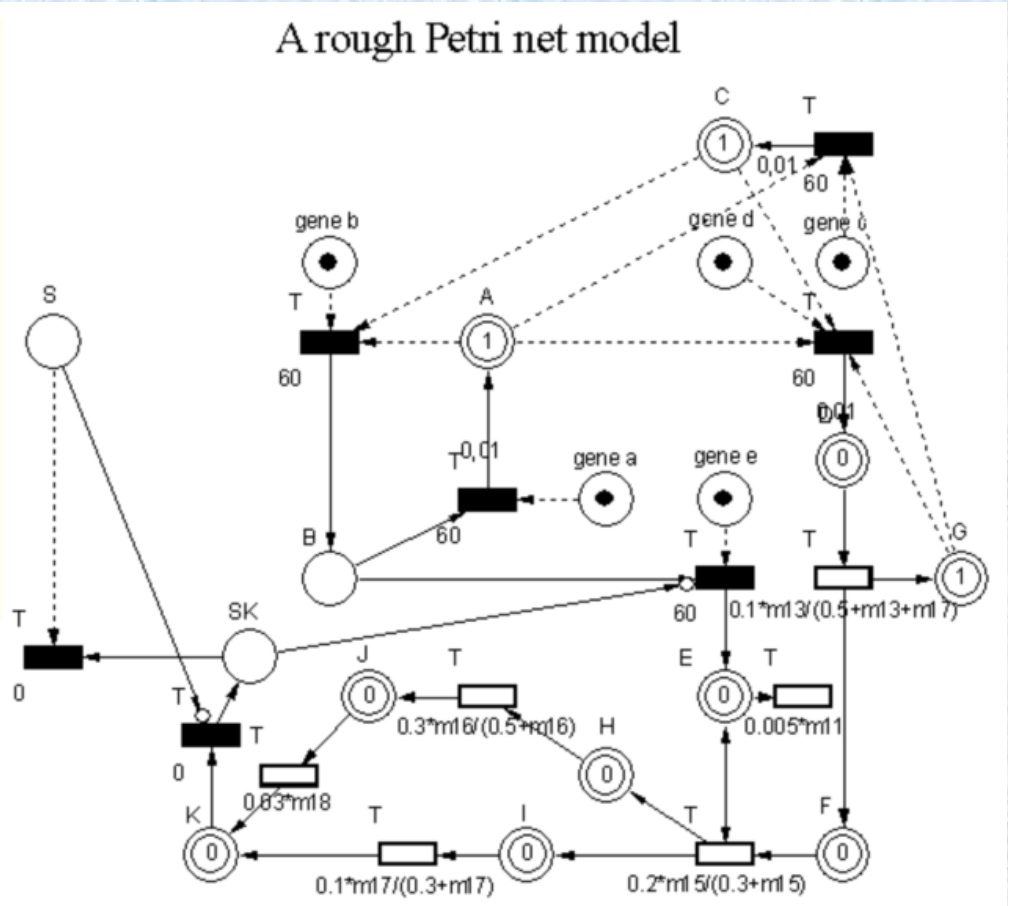 A rough Petri net model
C
T
1
0,01
60
gene b
gene d
gene c
S
T
A
T
1
60
60
0,01
D
0
T
0,01
gene a
gene e
B
60
T
T
G
1
SK
60
0.1*m13/(0.5+m13+m17)
T
0
J
T
E
T
0
0
T
T
0.3*m16/(0.5+m16)
H
0.005*m11
0
0
0.03*m18
K
T
I
T
F
0
0
0
0.1*m17/(0.3+m17)
0.2*m15/(0.3+m15)